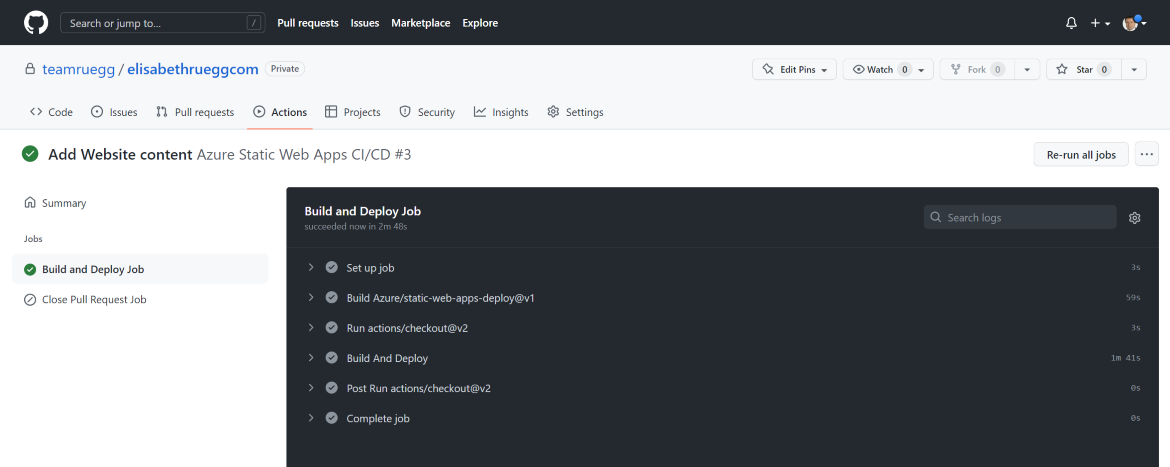 Search or jump to... / Pull requests Issues Marketplace Explore
teamruegg / elisabethrueggcom Private Edit Pins Watch 0 Fork 0 Star 0
Code Issues Pull requests Actions Projects Security Insights Settings
Add Website content Azure Static Web Apps CI/CD #3 Re-run all jobs
Summary
Jobs
Build and Deploy Job
Close Pull Request Job
Build and Deploy Job
succeeded now in 2m 48s
Search logs
Set up job 3s
Build Azure/static-web-apps-deploy@v1 59s
Run actions/checkout@v2 3s
Build And Deploy 1m 41s
Post Run actions/checkout@v2 0s
Complete job 0s